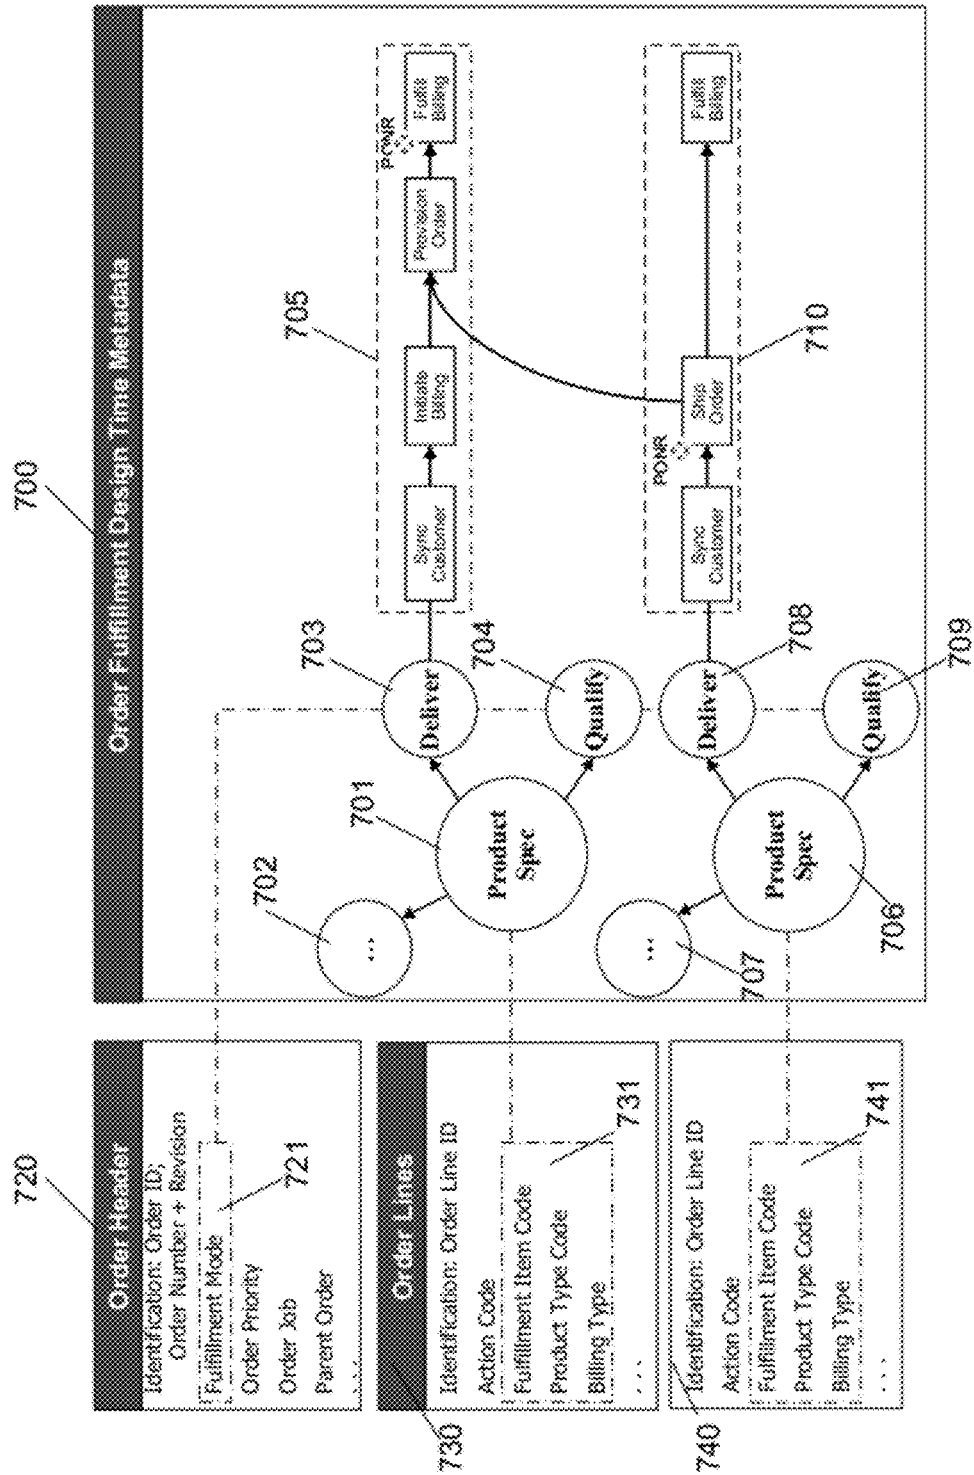 700
Order Fulfillment Design Time Metadata
705
Sync
Customer
Initiate
Billing
Provision
Order
PONR
Fulfill
Billing
703
Deliver
704
Qualify
701
Product
Spec
702
...
710
Sync
Customer
PONR
Ship
Order
Fulfill
Billing
708
Deliver
709
Qualify
706
Product
Spec
707
...
720
Order Header
Identification: Order ID;
Order Number + Revision
Fulfillment Mode
721
Order Priority
Order Job
Parent Order
...
730
Order Lines
Identification: Order Line ID
Action Code
Fulfillment Item Code
Product Type Code
Billing Type
...
731
740
Identification: Order Line ID
Action Code
Fulfillment Item Code
Product Type Code
Billing Type
...
741